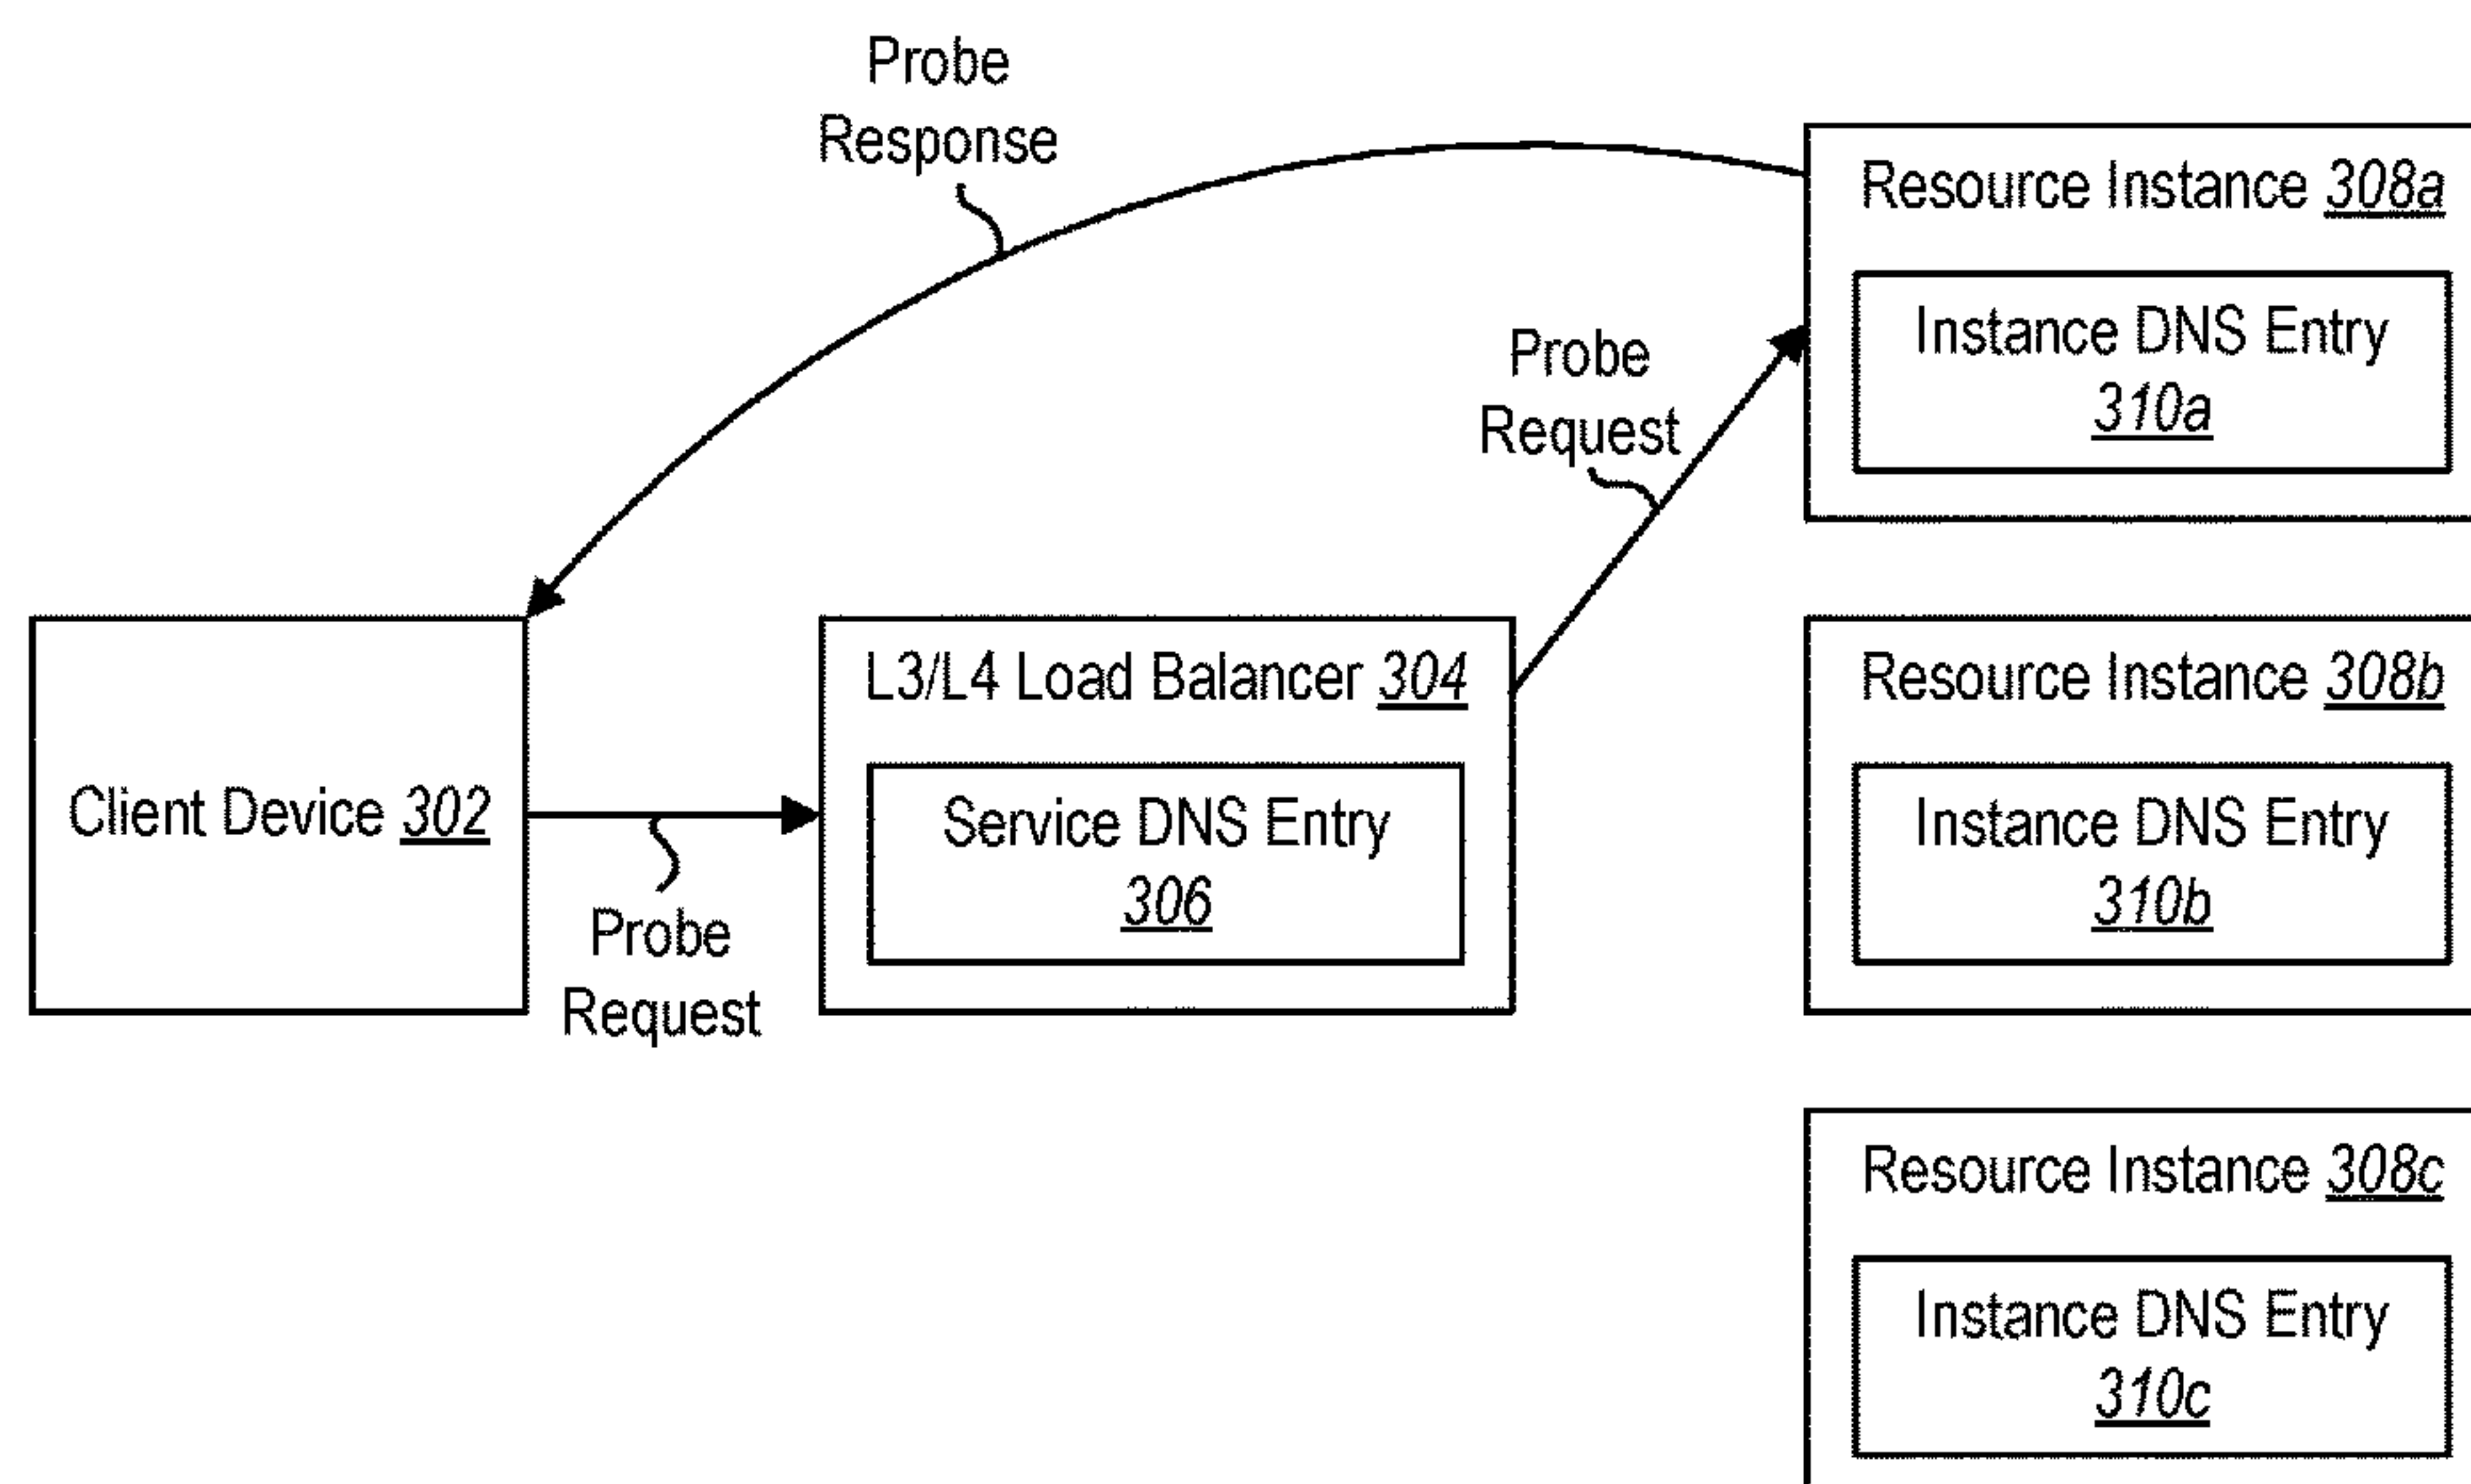 Probe
Response
Resource Instance 308a
Instance DNS Entry
310a
Probe
Request
L3/L4 Load Balancer 304
Resource Instance 308b
Client Device 302
Service DNS Entry
306
Instance DNS Entry
310b
Probe
Request
Resource Instance 308c
Instance DNS Entry
310c